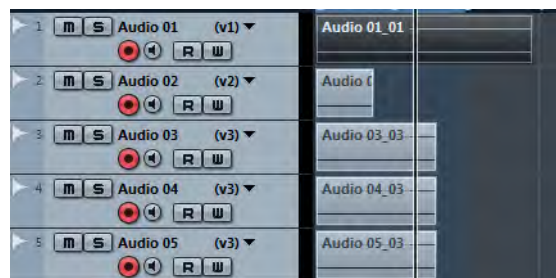 1 m S Audio 01 (v1) Audio 01_01
R W
2 m S Audio 02 (v2) Audio
R W
3 m S Audio 03 (v3) Audio 03_03
R W
4 m S Audio 04 (v3) Audio 04_03
R W
5 m S Audio 05 (v3) Audio 05_03
R W